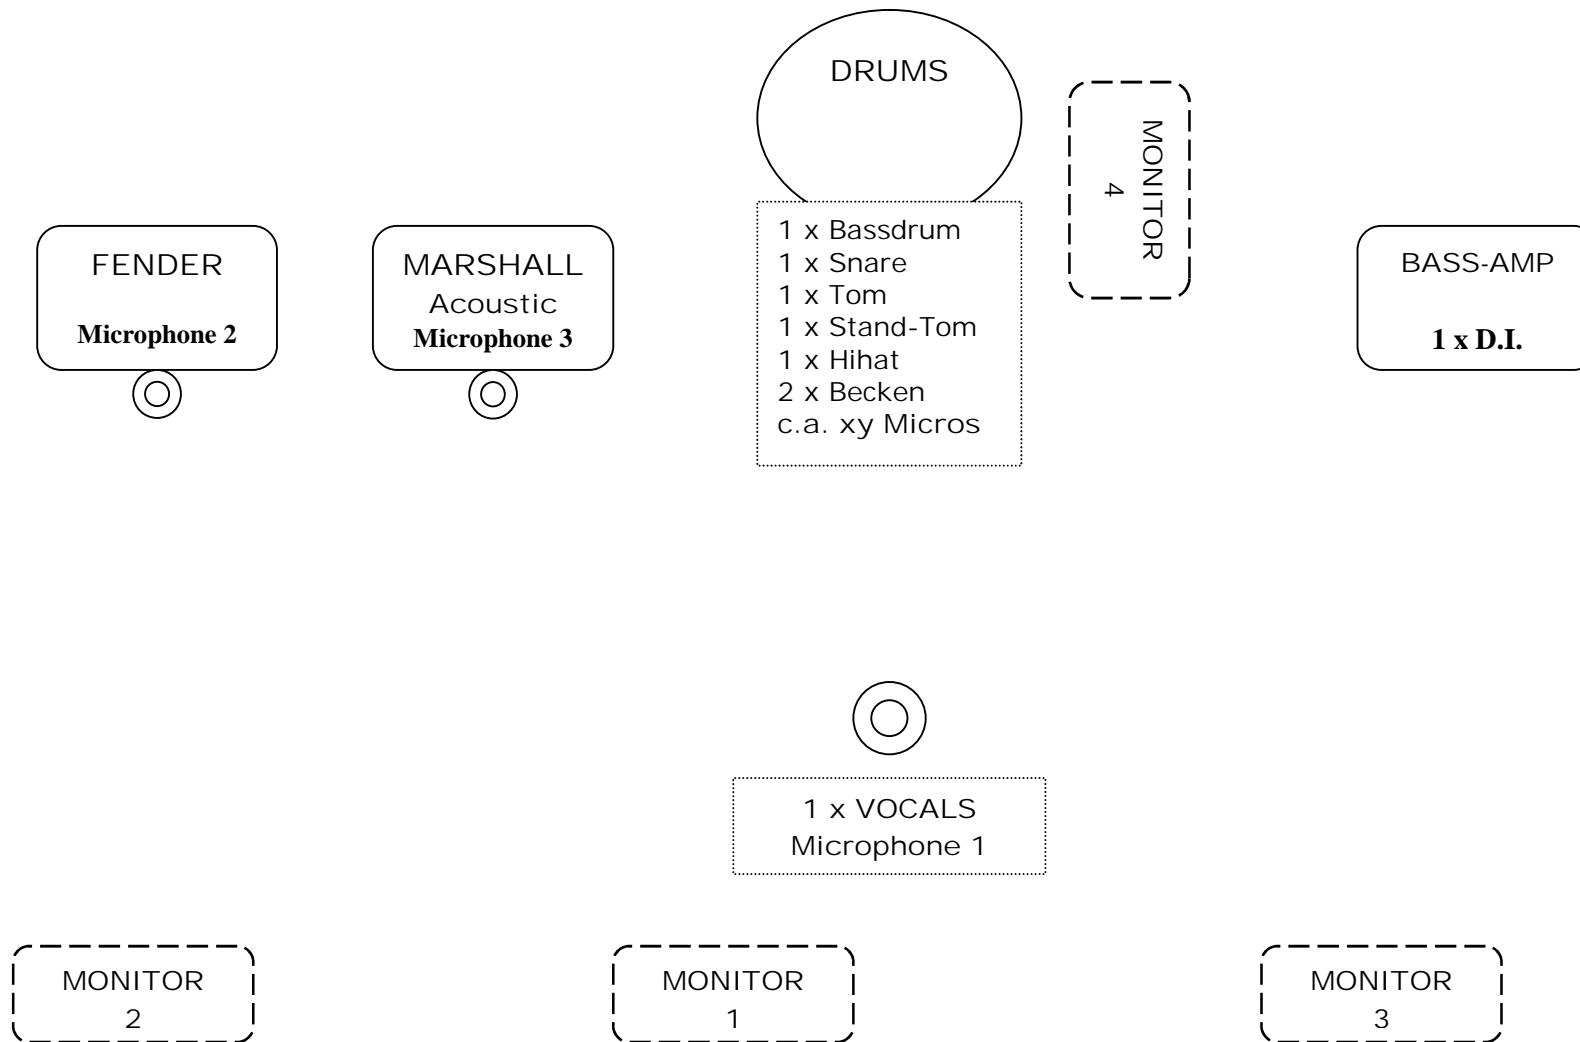 DRUMS
MONITOR
4
FENDER
Microphone 2
MARSHALL
Acoustic
Microphone 3
1 x Bassdrum
1 x Snare
1 x Tom
1 x Stand-Tom
1 x Hihat
2 x Becken
c.a. xy Micros
BASS-AMP
1 x D.I.
1 x VOCALS
Microphone 1
MONITOR
2
MONITOR
1
MONITOR
3